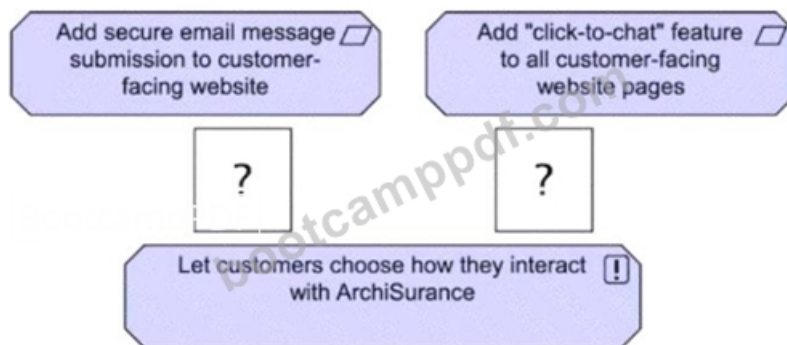 Add secure email message
submission to customer-
facing website
Add "click-to-chat" feature
to all customer-facing
website pages
?
?
Let customers choose how they interact
with ArchiSurance
!
bootcamppdf.com